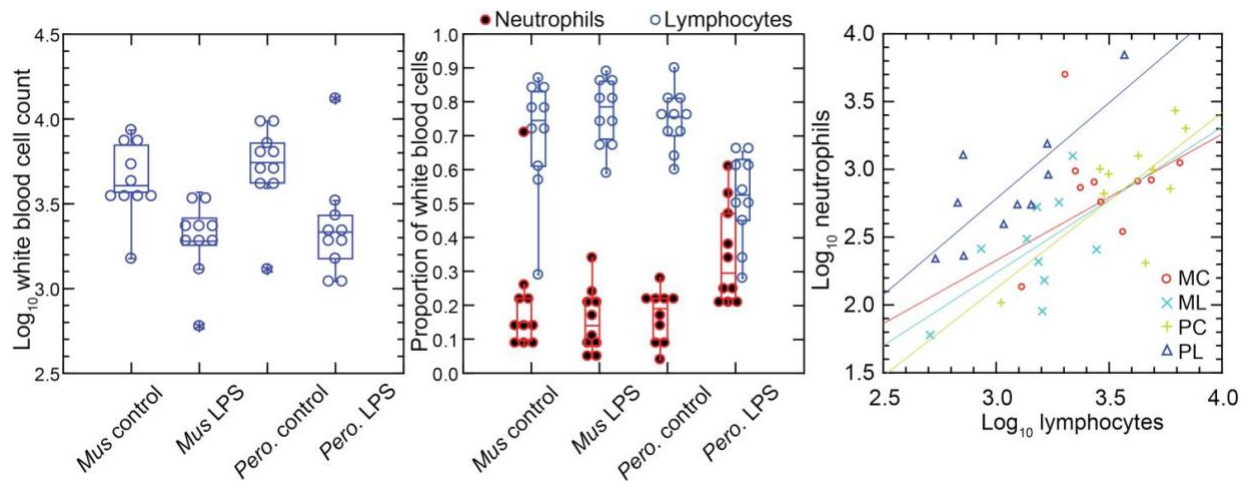 Neutrophils Lymphocytes
Log10 white blood cell count
4.5
4.0
3.5
3.0
2.5
Mus control
Mus LPS
Pero. control
Pero. LPS
Proportion of white blood cells
1.0
0.9
0.8
0.7
0.6
0.5
0.4
0.3
0.2
0.1
0.0
Mus control
Mus LPS
Pero. control
Pero. LPS
Log10 neutrophils
4.0
3.5
3.0
2.5
2.0
1.5
MC
ML
PC
PL
2.5 3.0 3.5 4.0
Log10 lymphocytes